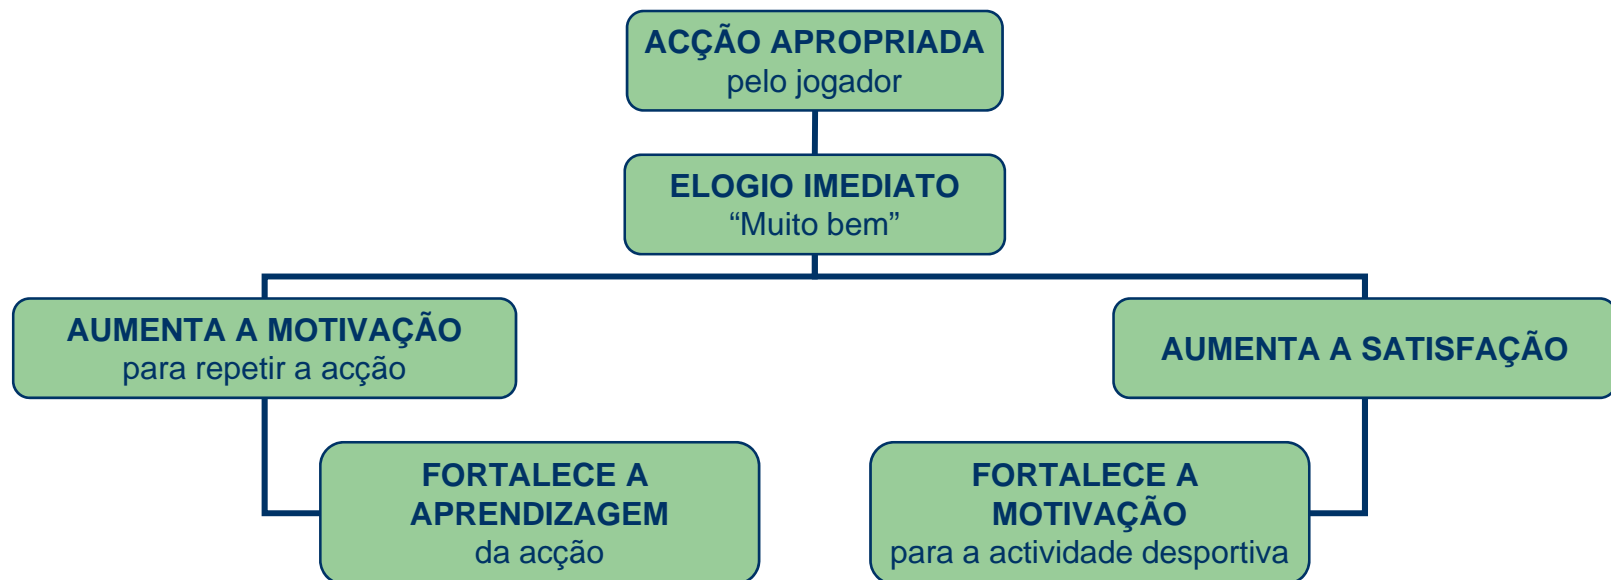 ACÇÃO APROPRIADA
pelo jogador
ELOGIO IMEDIATO
“Muito bem”
AUMENTA A MOTIVAÇÃO
para repetir a acção
AUMENTA A SATISFAÇÃO
FORTALECE A
APRENDIZAGEM
da acção
FORTALECE A
MOTIVAÇÃO
para a actividade desportiva